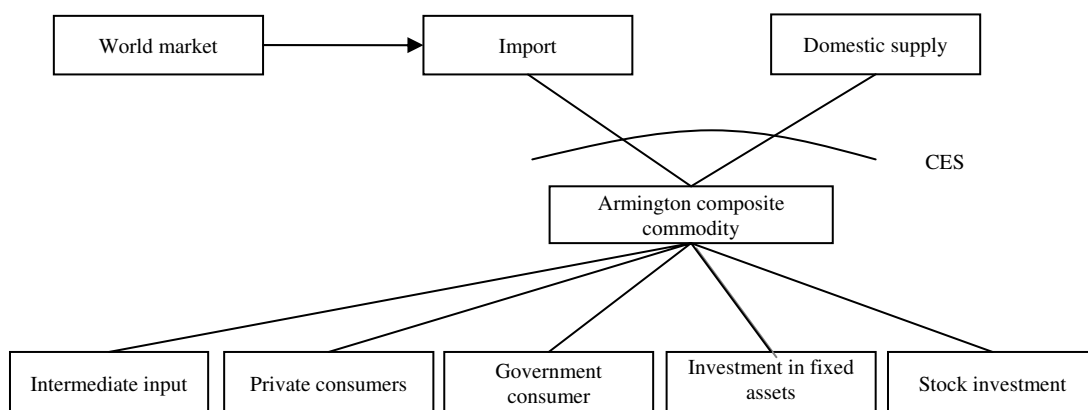 World market
Import
Domestic supply
CES
Armington composite
commodity
Intermediate input
Private consumers
Government
consumer
Investment in fixed
assets
Stock investment